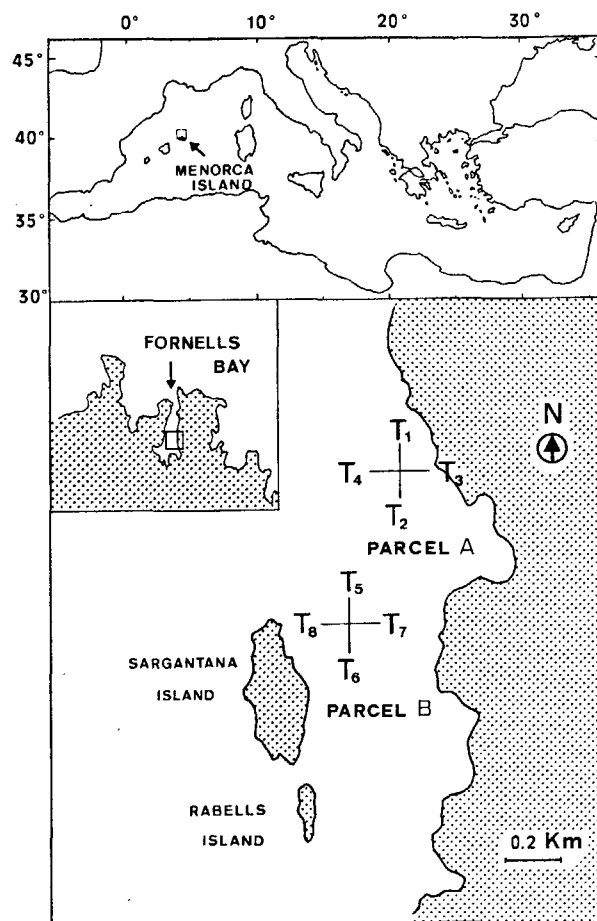 0° 10° 20° 30°
45°
40°
MENORCA
ISLAND
35°
30°
FORNELLS
BAY
N
T₁
T₄ T₃
T₂
PARCEL A
T₅
T₈ T₇
T₆
SARGANTANA
ISLAND
PARCEL B
RABELLS
ISLAND
0.2 Km